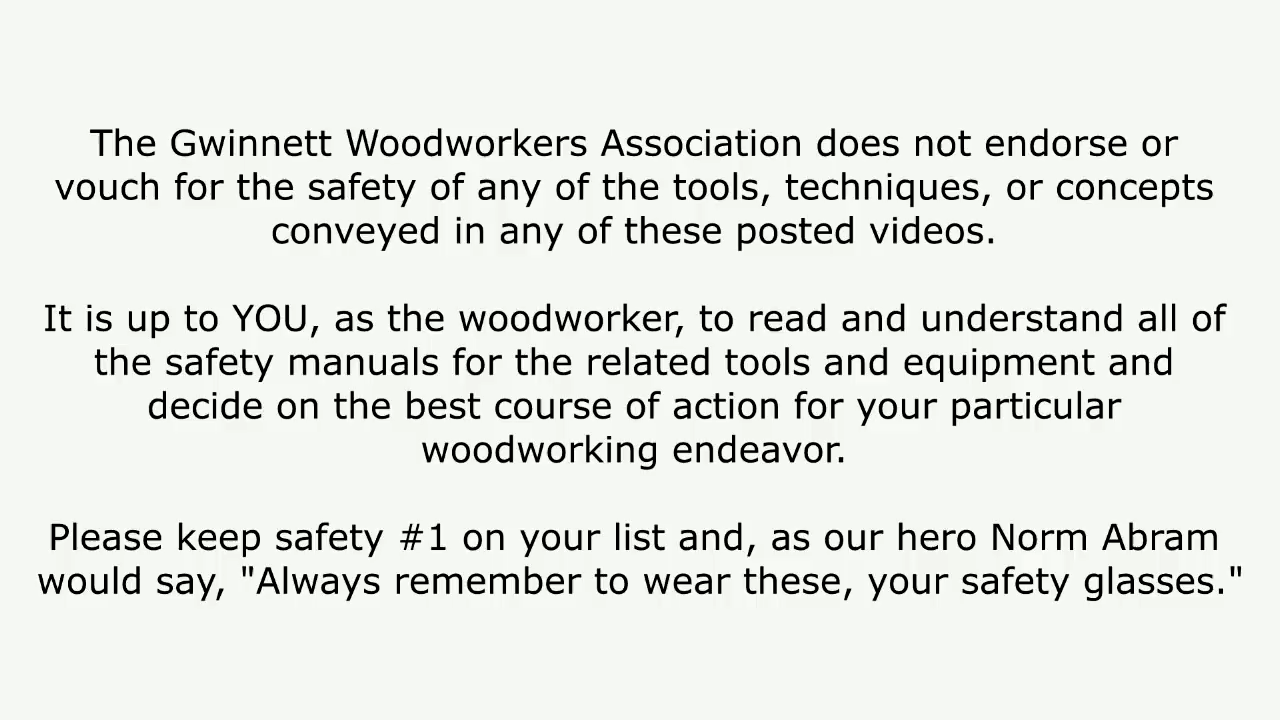 The Gwinnett Woodworkers Association does not endorse or
vouch for the safety of any of the tools, techniques, or concepts
conveyed in any of these posted videos.
It is up to YOU, as the woodworker, to read and understand all of
the safety manuals for the related tools and equipment and
decide on the best course of action for your particular
woodworking endeavor.
Please keep safety #1 on your list and, as our hero Norm Abram
would say, "Always remember to wear these, your safety glasses."